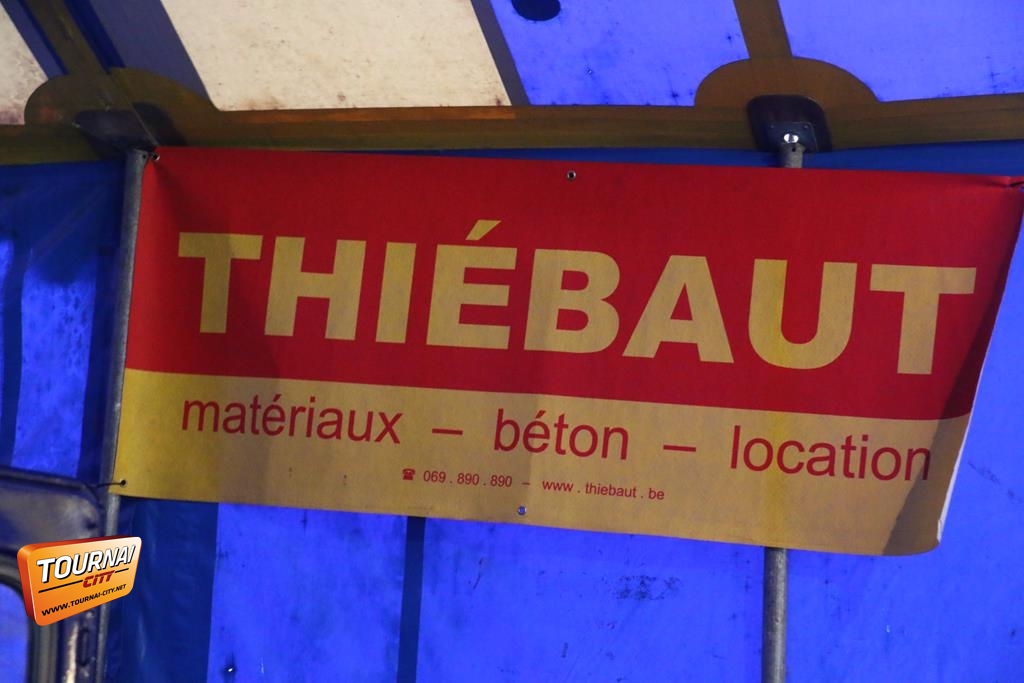 THIÉBAUT
matériaux – béton – location
☎ 069 . 890 . 890 – www . thiebaut . be
TOURNAI
CITY
WWW.TOURNAI-CITY.NET